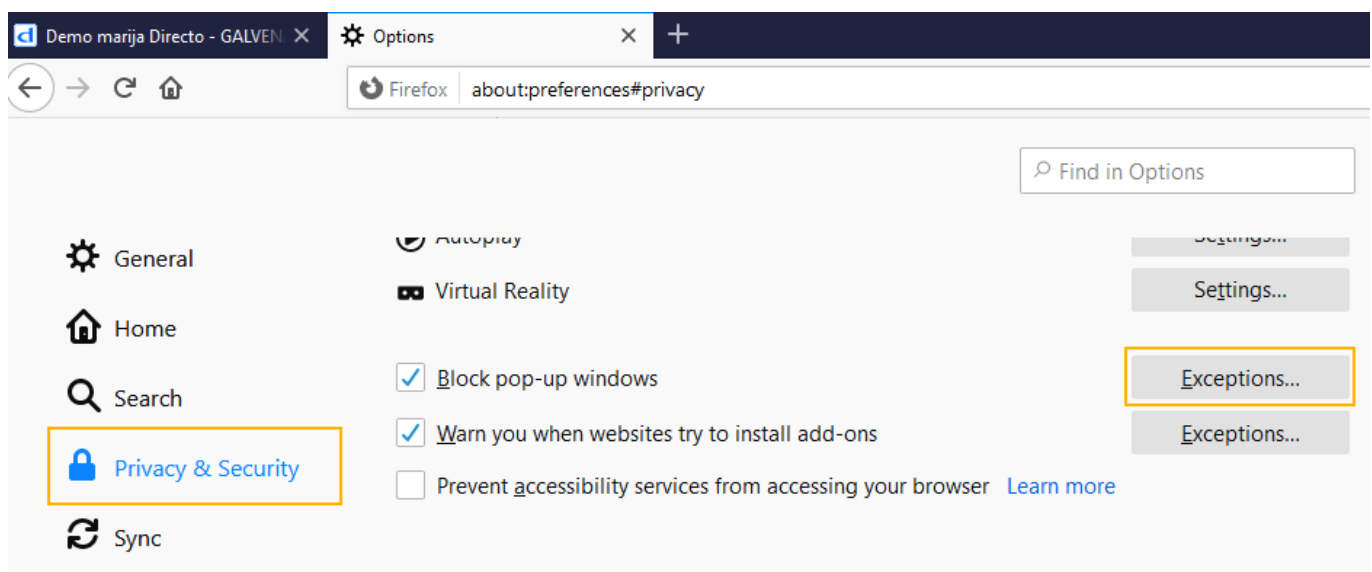 Demo marija Directo - GALVEN
Options
Firefox about:preferences#privacy
Find in Options
General
Home
Search
Privacy & Security
Sync
Autoplay Settings...
Virtual Reality Settings...
Block pop-up windows Exceptions...
Warn you when websites try to install add-ons Exceptions...
Prevent accessibility services from accessing your browser Learn more